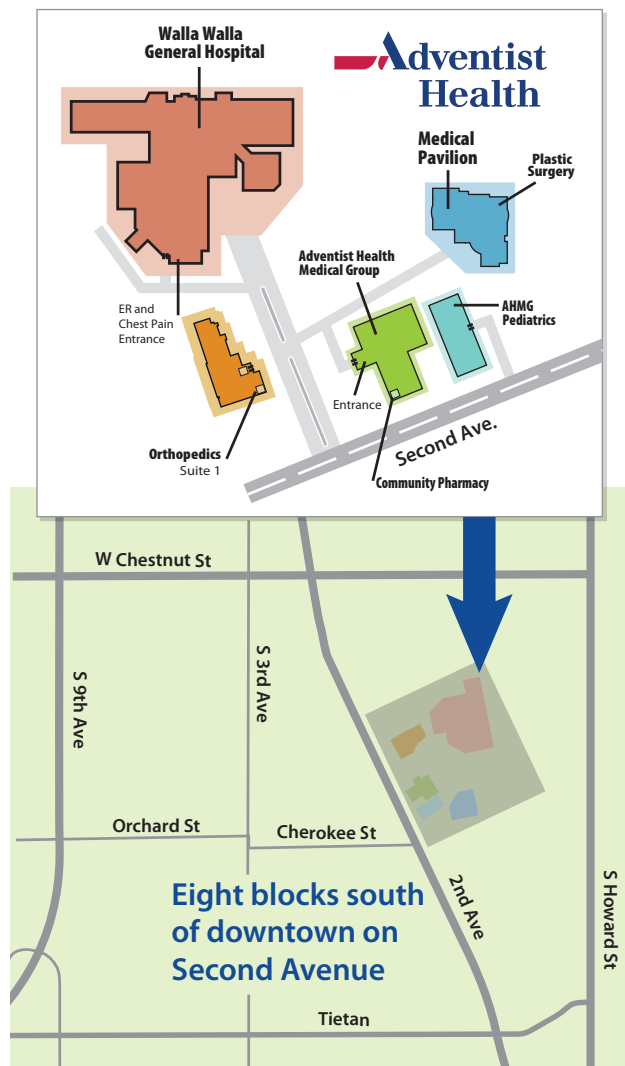 Walla Walla
General Hospital
Adventist
Health
Medical
Pavilion
Plastic
Surgery
Adventist Health
Medical Group
AHMG
Pediatrics
ER and
Chest Pain
Entrance
Entrance
Orthopedics
Suite 1
Second Ave.
Community Pharmacy
W Chestnut St
S 9th Ave
S 3rd Ave
Orchard St
Cherokee St
2nd Ave
S Howard St
Eight blocks south
of downtown on
Second Avenue
Tietan